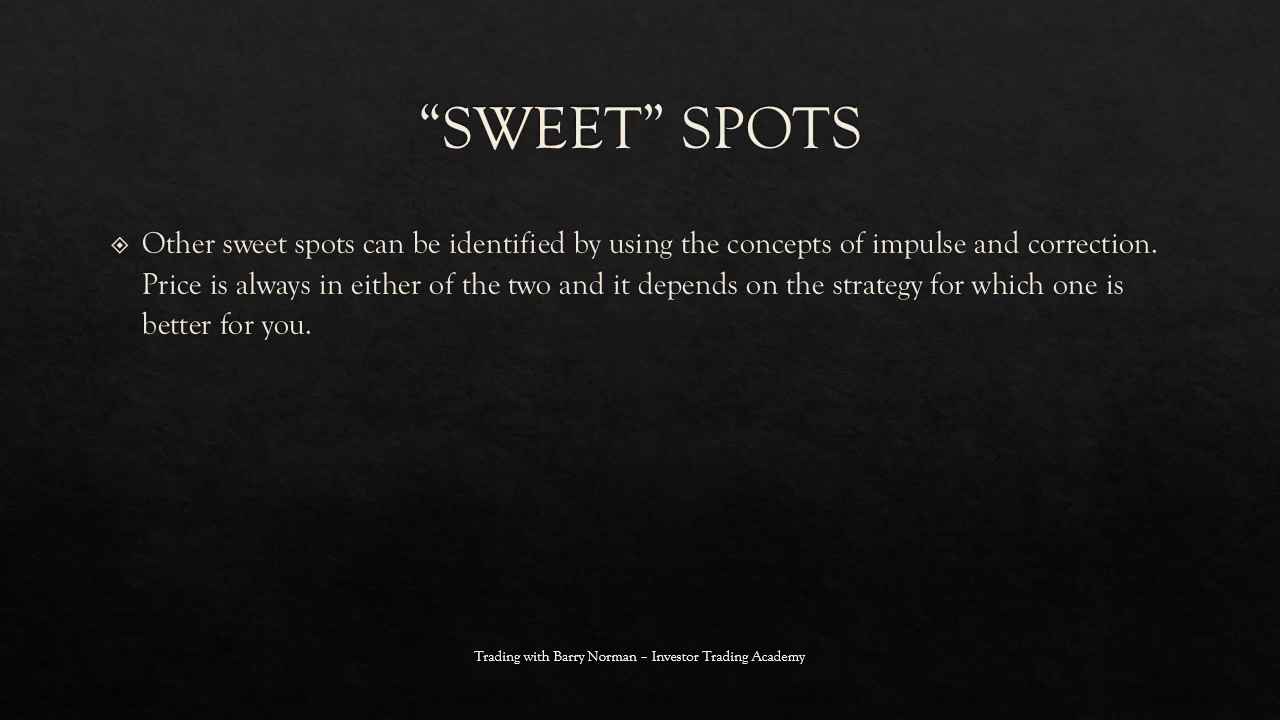 “SWEET” SPOTS
Other sweet spots can be identified by using the concepts of impulse and correction.
Price is always in either of the two and it depends on the strategy for which one is
better for you.
Trading with Barry Norman – Investor Trading Academy